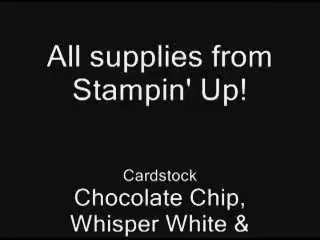 All supplies from
Stampin' Up!
Cardstock
Chocolate Chip,
Whisper White &